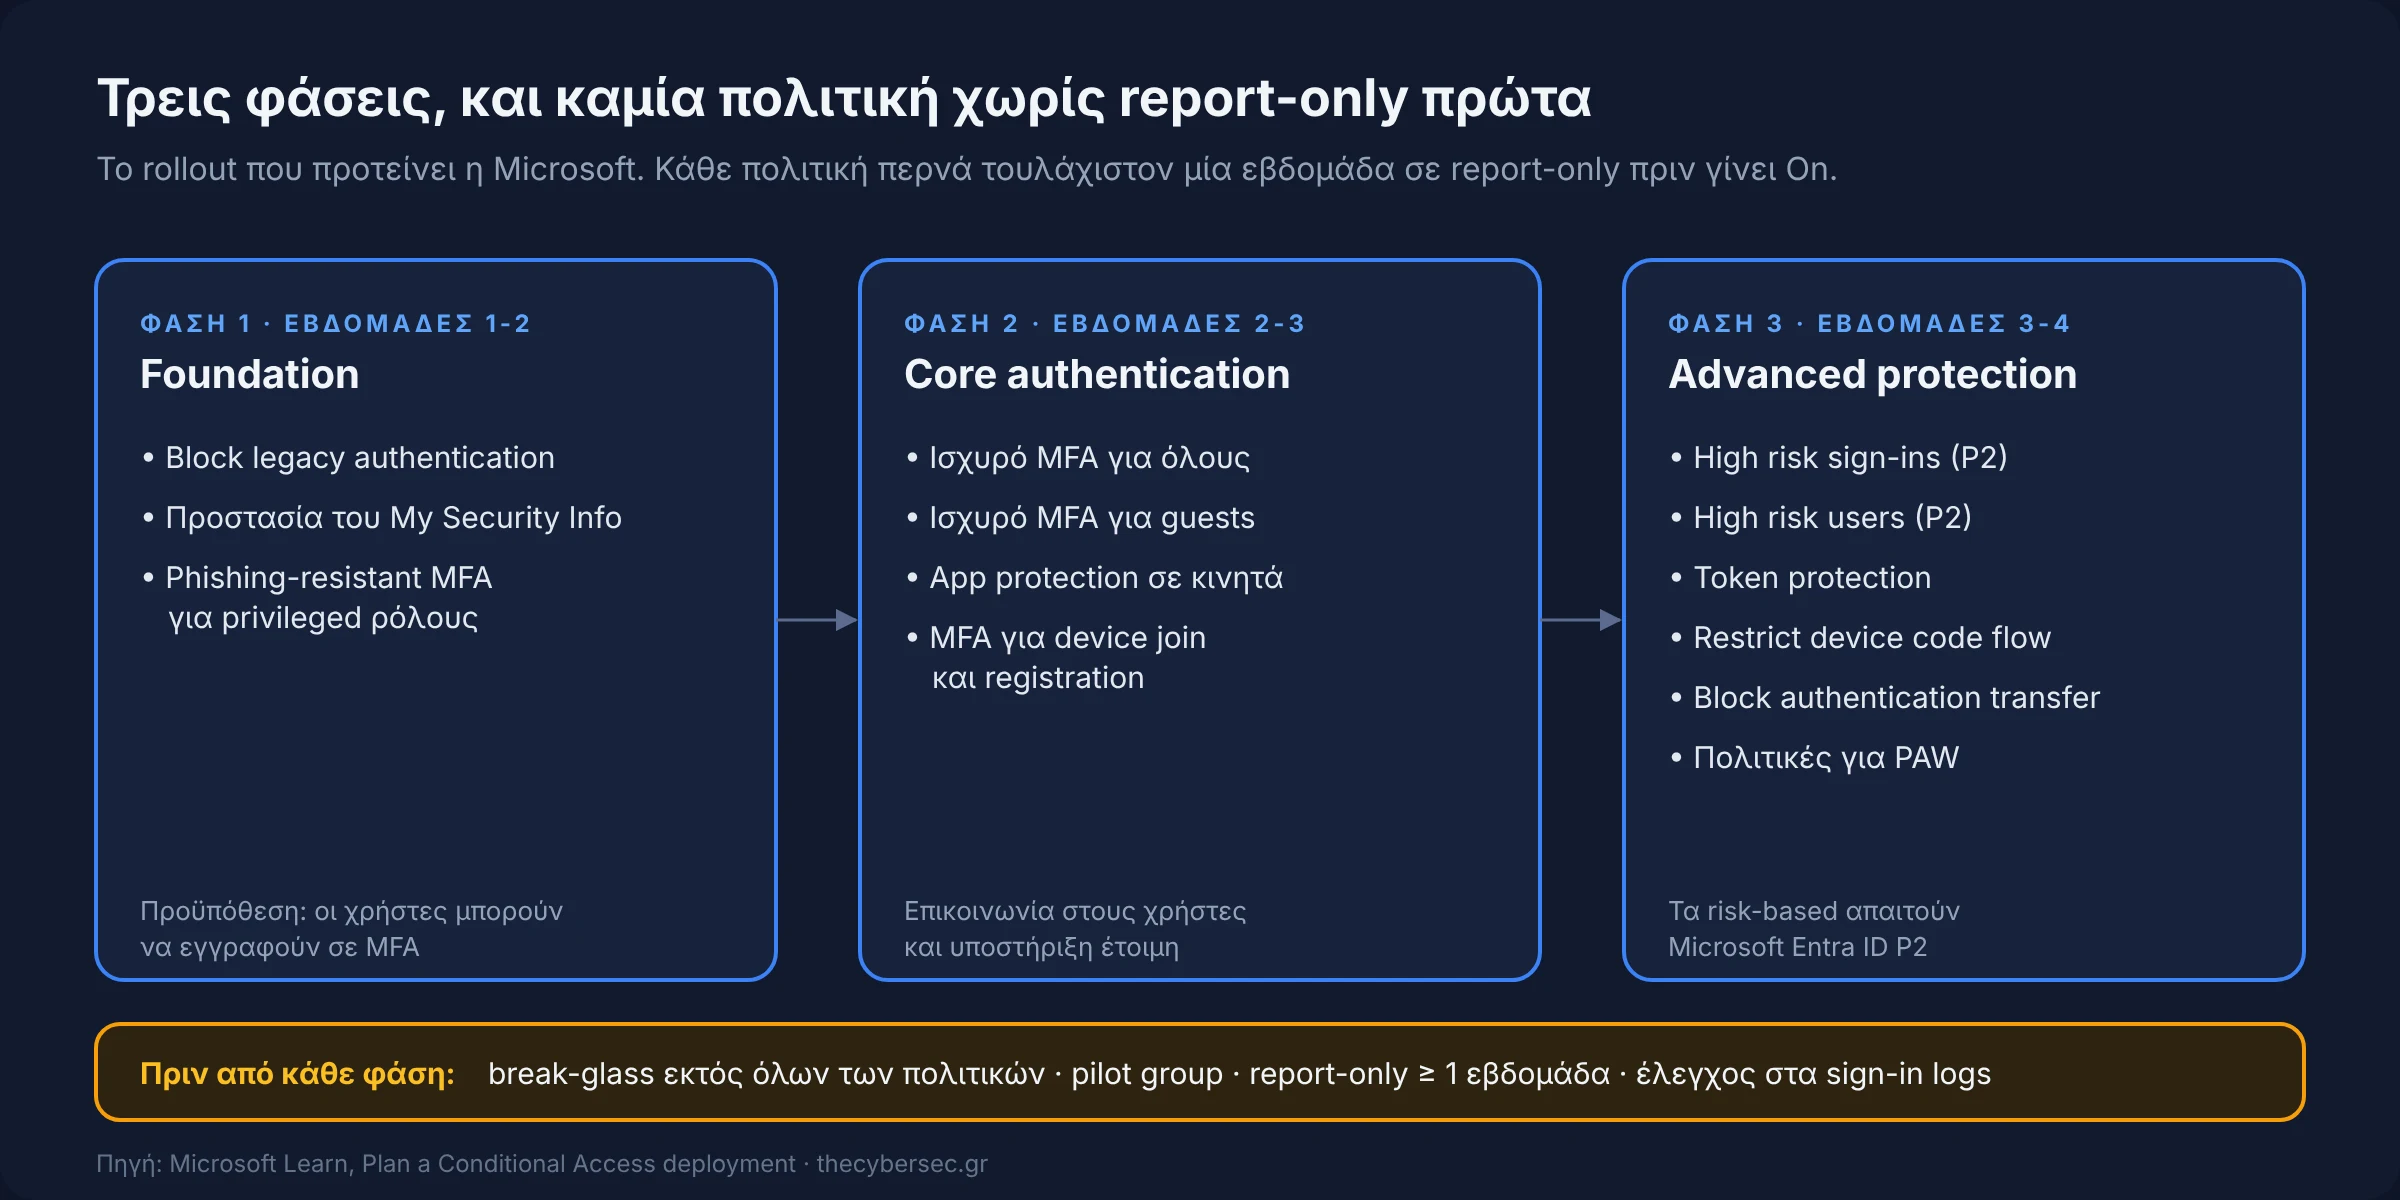 Τρεις φάσεις, και καμία πολιτική χωρίς report-only πρώτα
Το rollout που προτείνει η Microsoft. Κάθε πολιτική περνά τουλάχιστον μία εβδομάδα σε report-only πριν γίνει On.
ΦΑΣΗ 1 · ΕΒΔΟΜΑΔΕΣ 1-2
Foundation
• Block legacy authentication
• Προστασία του My Security Info
• Phishing-resistant MFA
για privileged ρόλους
Προϋπόθεση: οι χρήστες μπορούν
να εγγραφούν σε MFA
ΦΑΣΗ 2 · ΕΒΔΟΜΑΔΕΣ 2-3
Core authentication
• Ισχυρό MFA για όλους
• Ισχυρό MFA για guests
• App protection σε κινητά
• MFA για device join
και registration
Επικοινωνία στους χρήστες
και υποστήριξη έτοιμη
ΦΑΣΗ 3 · ΕΒΔΟΜΑΔΕΣ 3-4
Advanced protection
• High risk sign-ins (P2)
• High risk users (P2)
• Token protection
• Restrict device code flow
• Block authentication transfer
• Πολιτικές για PAW
Τα risk-based απαιτούν
Microsoft Entra ID P2
Πριν από κάθε φάση: break-glass εκτός όλων των πολιτικών · pilot group · report-only ≥ 1 εβδομάδα · έλεγχος στα sign-in logs
Πηγή: Microsoft Learn, Plan a Conditional Access deployment · thecybersec.gr